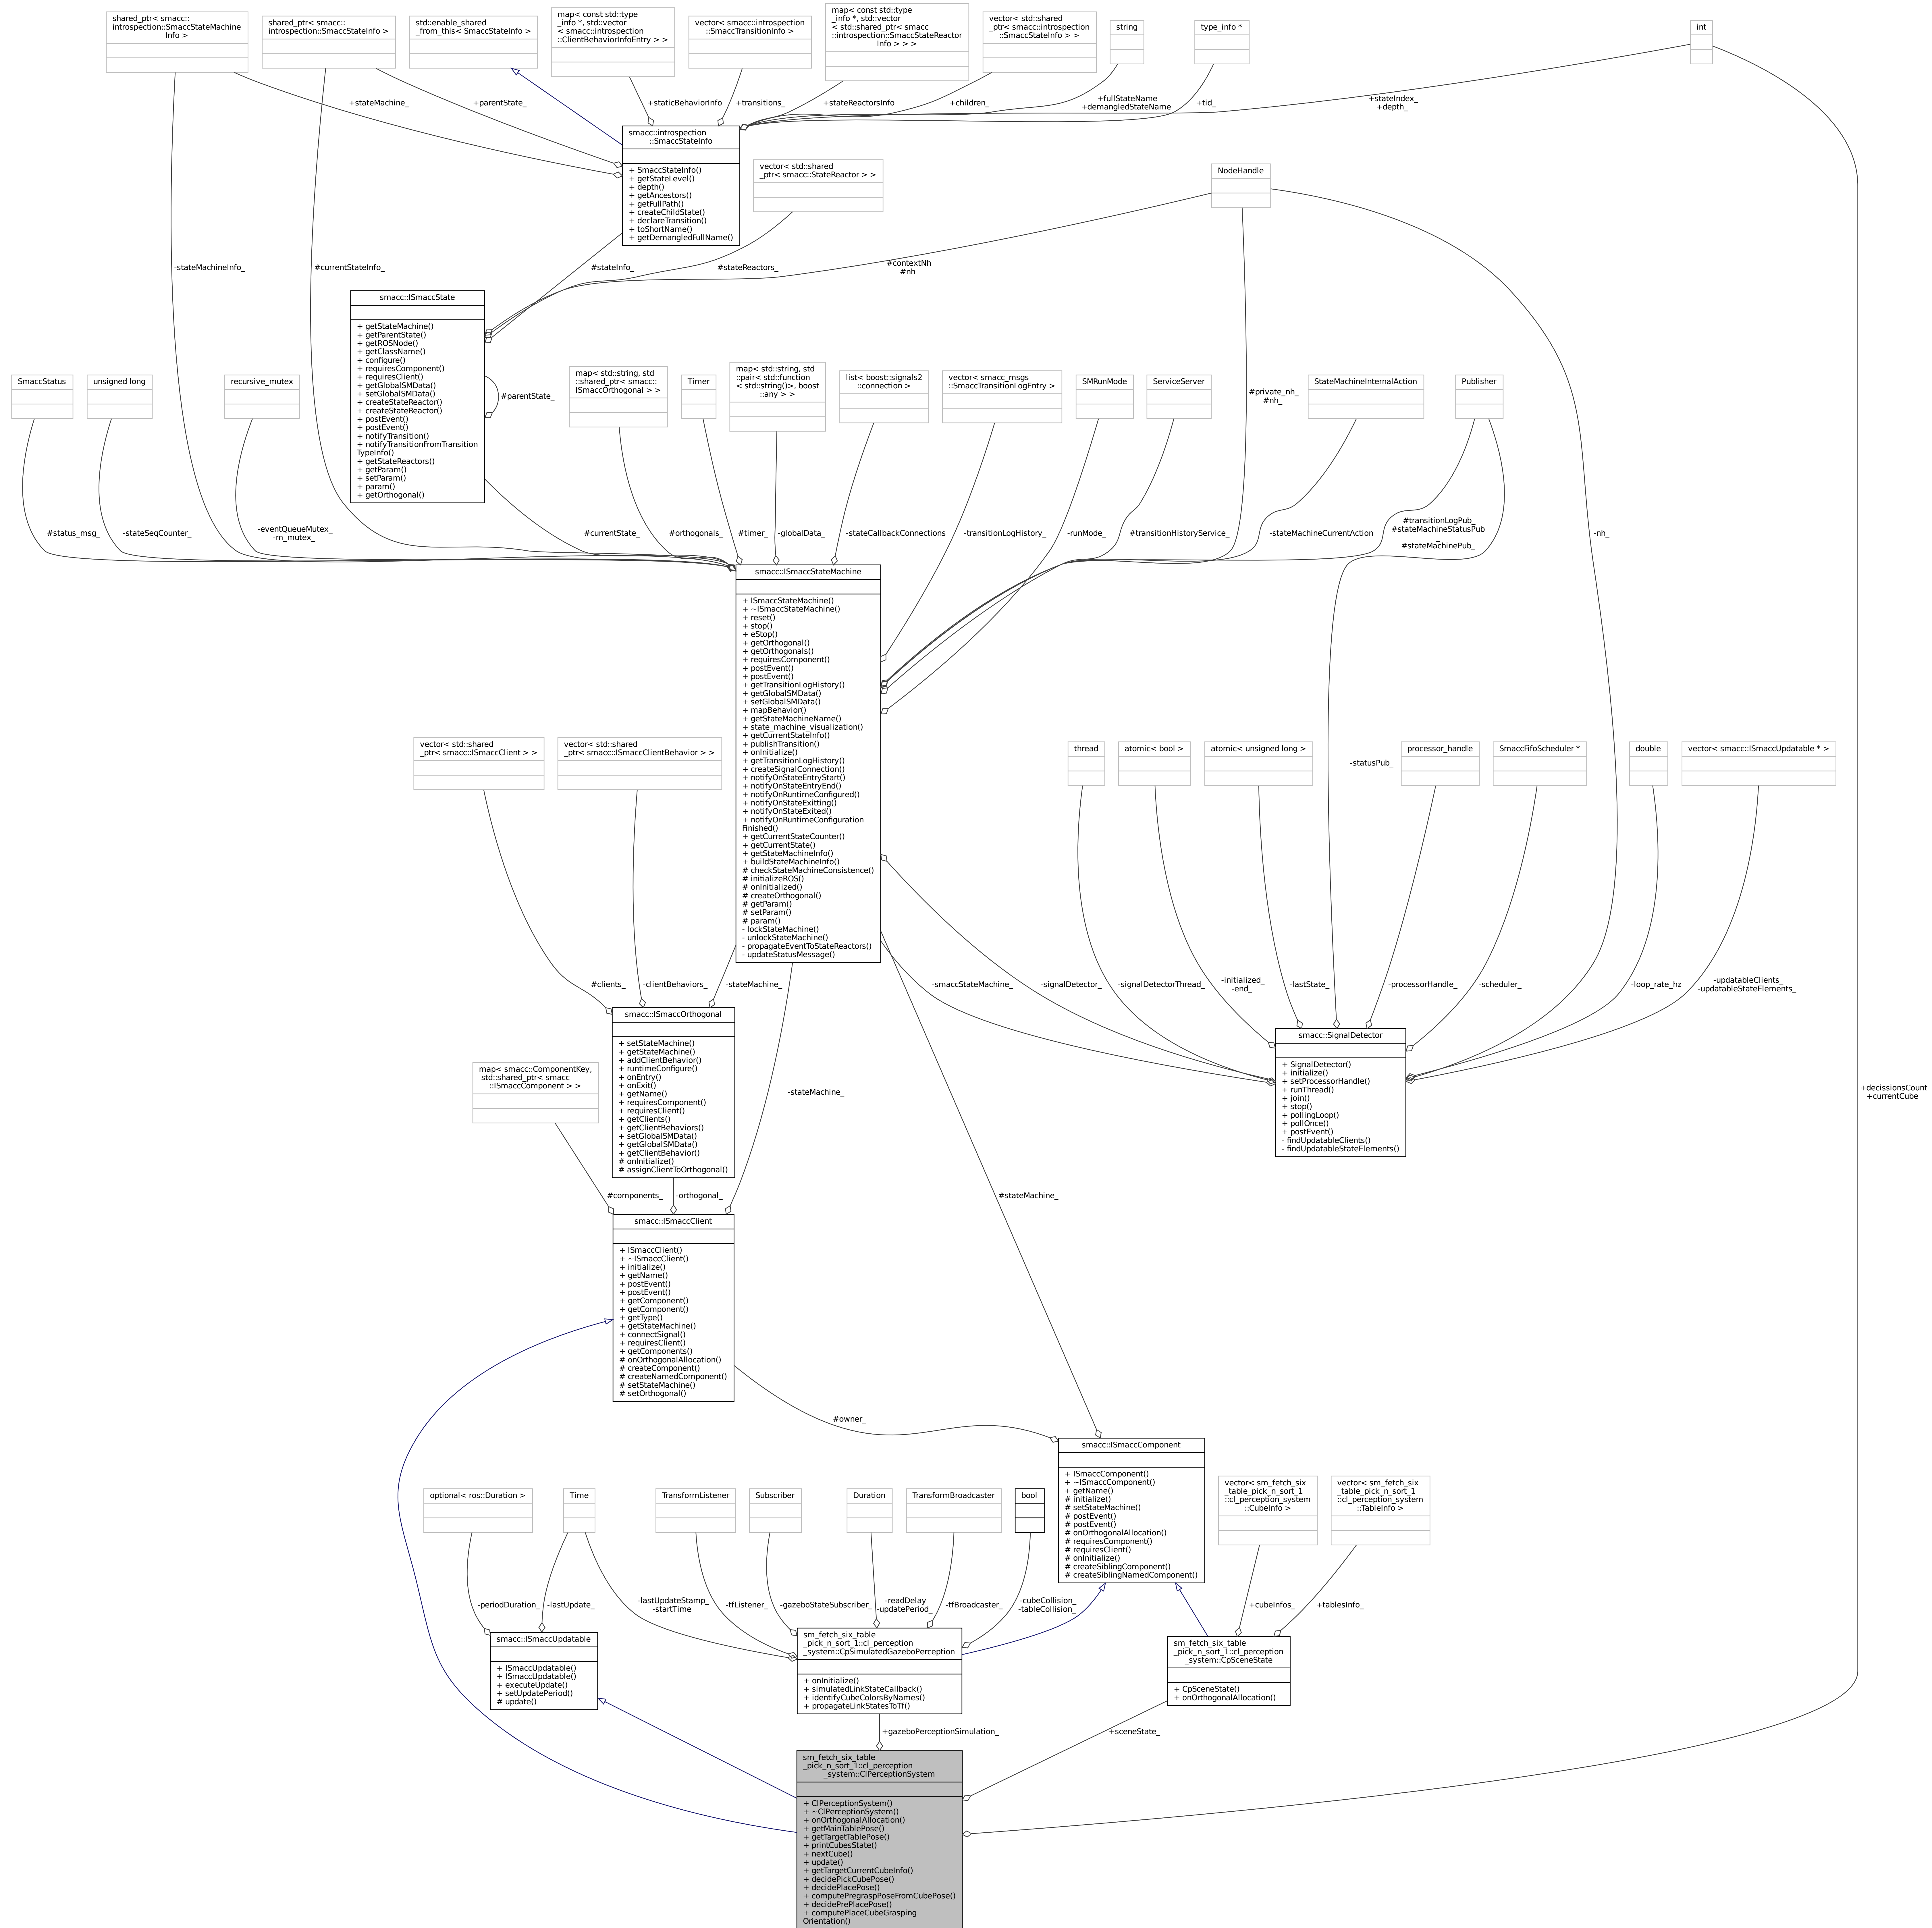 shared_ptr< smacc::
introspection::SmaccStateMachine
Info >
shared_ptr< smacc::
introspection::SmaccStateInfo >
std::enable_shared
_from_this< SmaccStateInfo >
map< const std::type
_info *, std::vector
< smacc::introspection
::ClientBehaviorInfoEntry > >
vector< smacc::introspection
::SmaccTransitionInfo >
map< const std::type
_info *, std::vector
< std::shared_ptr< smacc
::introspection::SmaccStateReactor
Info > > >
vector< std::shared
_ptr< smacc::introspection
::SmaccStateInfo > >
string
type_info *
int
+stateMachine_
+parentState_
+staticBehaviorInfo
+transitions_
+stateReactorsInfo
+children_
+fullStateName
+demangledStateName
+tid_
+stateIndex_
+depth_
smacc::introspection
::SmaccStateInfo
+ SmaccStateInfo()
+ getStateLevel()
+ depth()
+ getAncestors()
+ getFullPath()
+ createChildState()
+ declareTransition()
+ toShortName()
+ getDemangledFullName()
vector< std::shared
_ptr< smacc::StateReactor > >
NodeHandle
-stateMachineInfo_
#currentStateInfo_
#stateInfo_
#stateReactors_
#contextNh
#nh
smacc::ISmaccState
+ getStateMachine()
+ getParentState()
+ getROSNode()
+ getClassName()
+ configure()
+ requiresComponent()
+ requiresClient()
+ getGlobalSMData()
+ setGlobalSMData()
+ createStateReactor()
+ createStateReactor()
+ postEvent()
+ postEvent()
+ notifyTransition()
+ notifyTransitionFromTransition
TypeInfo()
+ getStateReactors()
+ getParam()
+ setParam()
+ param()
+ getOrthogonal()
#parentState_
SmaccStatus
unsigned long
recursive_mutex
map< std::string, std
::shared_ptr< smacc::
ISmaccOrthogonal > >
Timer
map< std::string, std
::pair< std::function
< std::string()>, boost
::any > >
list< boost::signals2
::connection >
vector< smacc_msgs
::SmaccTransitionLogEntry >
SMRunMode
ServiceServer
#private_nh_
#nh_
StateMachineInternalAction
Publisher
#status_msg_
-stateSeqCounter_
-eventQueueMutex_
-m_mutex_
#currentState_
#orthogonals_
#timer_
-globalData_
-stateCallbackConnections
-transitionLogHistory_
-runMode_
#transitionHistoryService_
-stateMachineCurrentAction
#transitionLogPub_
#stateMachineStatusPub
_
#stateMachinePub_
-nh_
smacc::ISmaccStateMachine
+ ISmaccStateMachine()
+ ~ISmaccStateMachine()
+ reset()
+ stop()
+ eStop()
+ getOrthogonal()
+ getOrthogonals()
+ requiresComponent()
+ postEvent()
+ postEvent()
+ getTransitionLogHistory()
+ getGlobalSMData()
+ setGlobalSMData()
+ mapBehavior()
+ getStateMachineName()
+ state_machine_visualization()
+ getCurrentStateInfo()
+ publishTransition()
+ onInitialize()
+ getTransitionLogHistory()
+ createSignalConnection()
+ notifyOnStateEntryStart()
+ notifyOnStateEntryEnd()
+ notifyOnRuntimeConfigured()
+ notifyOnStateExitting()
+ notifyOnStateExited()
+ notifyOnRuntimeConfiguration
Finished()
+ getCurrentStateCounter()
+ getCurrentState()
+ getStateMachineInfo()
+ buildStateMachineInfo()
# checkStateMachineConsistence()
# initializeROS()
# onInitialized()
# createOrthogonal()
# getParam()
# setParam()
# param()
- lockStateMachine()
- unlockStateMachine()
- propagateEventToStateReactors()
- updateStatusMessage()
vector< std::shared
_ptr< smacc::ISmaccClient > >
vector< std::shared
_ptr< smacc::ISmaccClientBehavior > >
thread
atomic< bool >
atomic< unsigned long >
-statusPub_
processor_handle
SmaccFifoScheduler *
double
vector< smacc::ISmaccUpdatable * >
#clients_
-clientBehaviors_
-stateMachine_
-smaccStateMachine_
-signalDetector_
-signalDetectorThread_
-initialized_
-end_
-lastState_
-processorHandle_
-scheduler_
-loop_rate_hz
-updatableClients_
-updatableStateElements_
smacc::ISmaccOrthogonal
+ setStateMachine()
+ getStateMachine()
+ addClientBehavior()
+ runtimeConfigure()
+ onEntry()
+ onExit()
+ getName()
+ requiresComponent()
+ requiresClient()
+ getClients()
+ getClientBehaviors()
+ setGlobalSMData()
+ getGlobalSMData()
+ getClientBehavior()
# onInitialize()
# assignClientToOrthogonal()
smacc::SignalDetector
+ SignalDetector()
+ initialize()
+ setProcessorHandle()
+ runThread()
+ join()
+ stop()
+ pollingLoop()
+ pollOnce()
+ postEvent()
- findUpdatableClients()
- findUpdatableStateElements()
map< smacc::ComponentKey,
std::shared_ptr< smacc
::ISmaccComponent > >
-stateMachine_
+decissionsCount
+currentCube
#components_
-orthogonal_
#stateMachine_
smacc::ISmaccClient
+ ISmaccClient()
+ ~ISmaccClient()
+ initialize()
+ getName()
+ postEvent()
+ postEvent()
+ getComponent()
+ getComponent()
+ getType()
+ getStateMachine()
+ connectSignal()
+ requiresClient()
+ getComponents()
# onOrthogonalAllocation()
# createComponent()
# createNamedComponent()
# setStateMachine()
# setOrthogonal()
#owner_
smacc::ISmaccComponent
+ ISmaccComponent()
+ ~ISmaccComponent()
+ getName()
# initialize()
# setStateMachine()
# postEvent()
# postEvent()
# onOrthogonalAllocation()
# requiresComponent()
# requiresClient()
# onInitialize()
# createSiblingComponent()
# createSiblingNamedComponent()
optional< ros::Duration >
Time
TransformListener
Subscriber
Duration
TransformBroadcaster
bool
vector< sm_fetch_six
_table_pick_n_sort_1
::cl_perception_system
::CubeInfo >
vector< sm_fetch_six
_table_pick_n_sort_1
::cl_perception_system
::TableInfo >
-periodDuration_
-lastUpdate_
-lastUpdateStamp_
-startTime
-tfListener_
-gazeboStateSubscriber_
-readDelay
-updatePeriod_
-tfBroadcaster_
-cubeCollision_
-tableCollision_
+cubeInfos_
+tablesInfo_
smacc::ISmaccUpdatable
+ ISmaccUpdatable()
+ ISmaccUpdatable()
+ executeUpdate()
+ setUpdatePeriod()
# update()
sm_fetch_six_table
_pick_n_sort_1::cl_perception
_system::CpSimulatedGazeboPerception
+ onInitialize()
+ simulatedLinkStateCallback()
+ identifyCubeColorsByNames()
+ propagateLinkStatesToTf()
sm_fetch_six_table
_pick_n_sort_1::cl_perception
_system::CpSceneState
+ CpSceneState()
+ onOrthogonalAllocation()
+gazeboPerceptionSimulation_
+sceneState_
sm_fetch_six_table
_pick_n_sort_1::cl_perception
_system::ClPerceptionSystem
+ ClPerceptionSystem()
+ ~ClPerceptionSystem()
+ onOrthogonalAllocation()
+ getMainTablePose()
+ getTargetTablePose()
+ printCubesState()
+ nextCube()
+ update()
+ getTargetCurrentCubeInfo()
+ decidePickCubePose()
+ decidePlacePose()
+ computePregraspPoseFromCubePose()
+ decidePrePlacePose()
+ computePlaceCubeGrasping
Orientation()